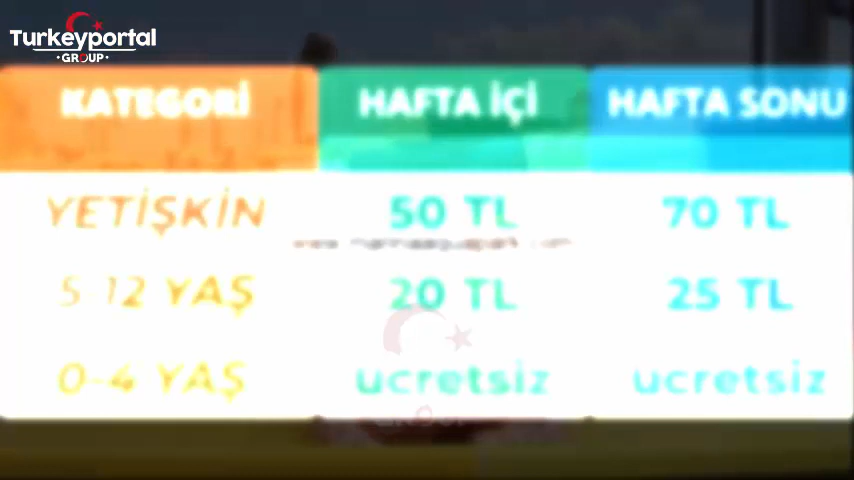 Turkeyportal
GROUP
KATEGORİ HAFTA İÇİ HAFTA SONU
YETİŞKİN 50 TL 70 TL
5-12 YAŞ 20 TL 25 TL
0-4 YAŞ ucretsiz ucretsiz
GROUP